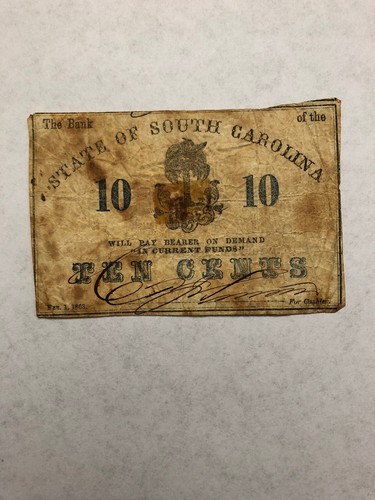 The Bank of the
STATE OF SOUTH CAROLINA
10 10
WILL PAY BEARER ON DEMAND
"IN CURRENT FUNDS"
TEN CENTS
For Cashier.